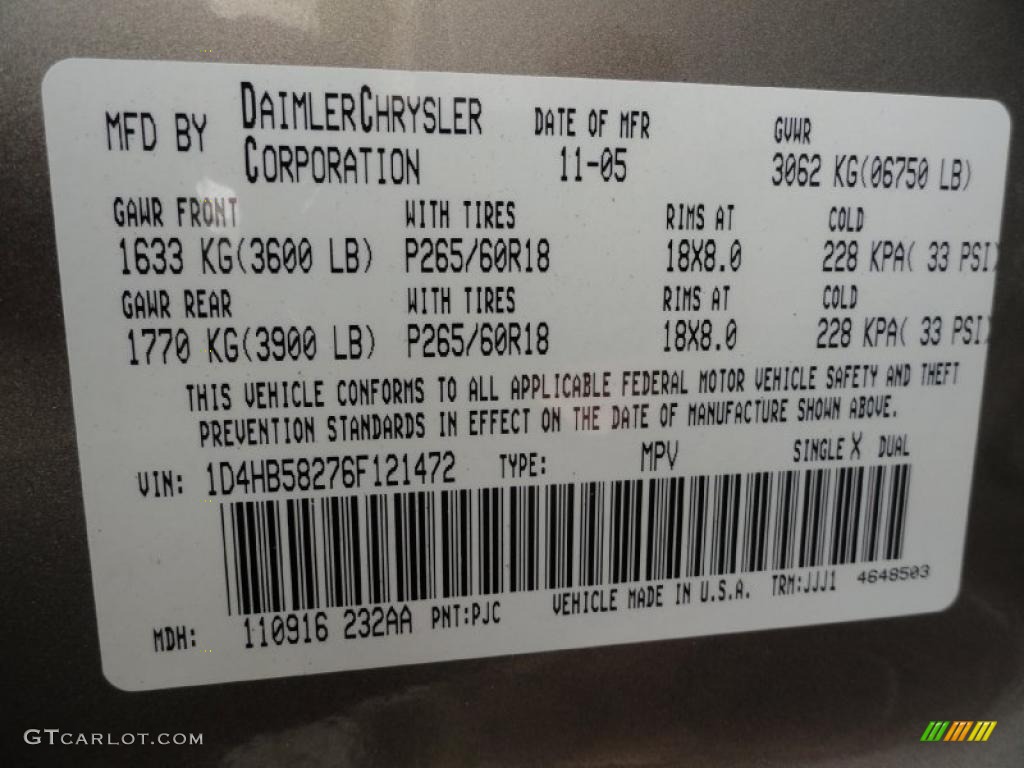 MFD BY DAIMLERCHRYSLER CORPORATION DATE OF MFR 11-05 GVWR 3062 KG(06750 LB)
GAWR FRONT WITH TIRES RIMS AT COLD
1633 KG(3600 LB) P265/60R18 18X8.0 228 KPA( 33 PSI)
GAWR REAR WITH TIRES RIMS AT COLD
1770 KG(3900 LB) P265/60R18 18X8.0 228 KPA( 33 PSI)
THIS VEHICLE CONFORMS TO ALL APPLICABLE FEDERAL MOTOR VEHICLE SAFETY AND THEFT
PREVENTION STANDARDS IN EFFECT ON THE DATE OF MANUFACTURE SHOWN ABOVE.
VIN: 1D4HB58276F121472 TYPE: MPV SINGLE X DUAL
MDH: 110916 232AA PNT:PJC VEHICLE MADE IN U.S.A. TRM:JJJ1 4648503
GTCARLOT.COM